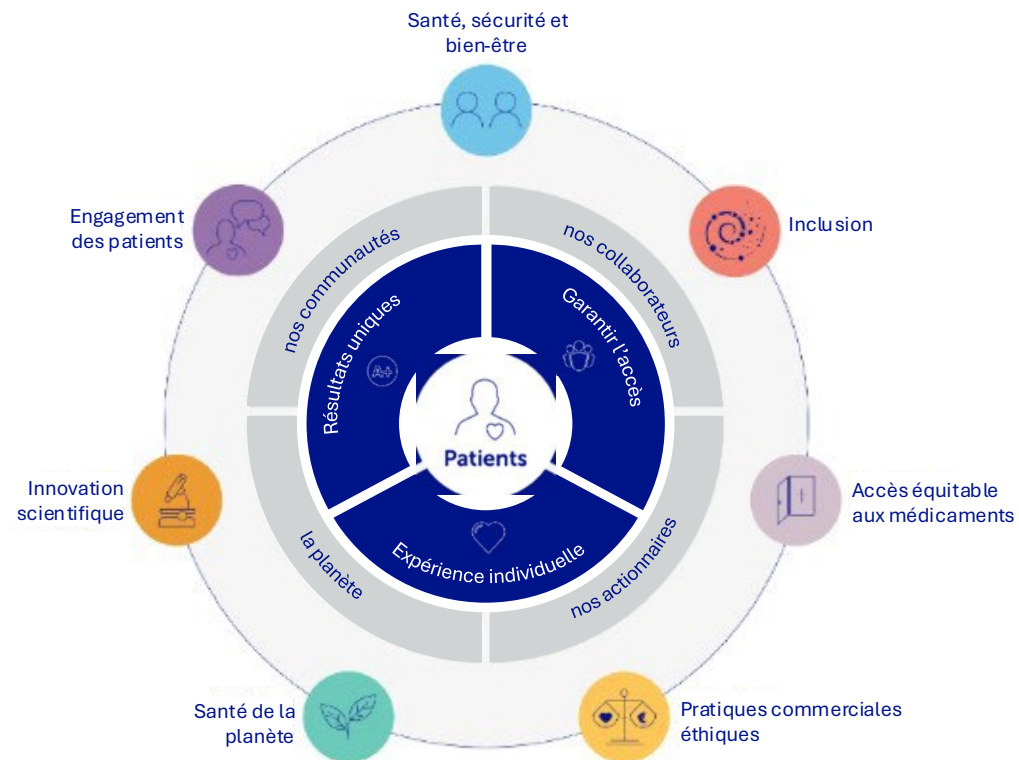 Santé, sécurité et
bien-être
Engagement
des patients
Inclusion
nos communautés
nos collaborateurs
Résultats uniques
Garantir l'accès
A+
Patients
Innovation
scientifique
Accès équitable
aux médicaments
Expérience individuelle
la planète
nos actionnaires
Santé de la
planète
Pratiques commerciales
éthiques